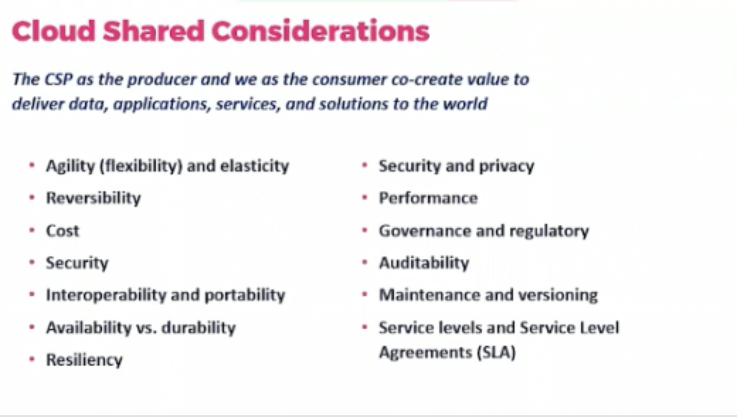 Cloud Shared Considerations
The CSP as the producer and we as the consumer co-create value to
deliver data, applications, services, and solutions to the world
• Agility (flexibility) and elasticity
• Reversibility
• Cost
• Security
• Interoperability and portability
• Availability vs. durability
• Resiliency
• Security and privacy
• Performance
• Governance and regulatory
• Auditability
• Maintenance and versioning
• Service levels and Service Level
Agreements (SLA)